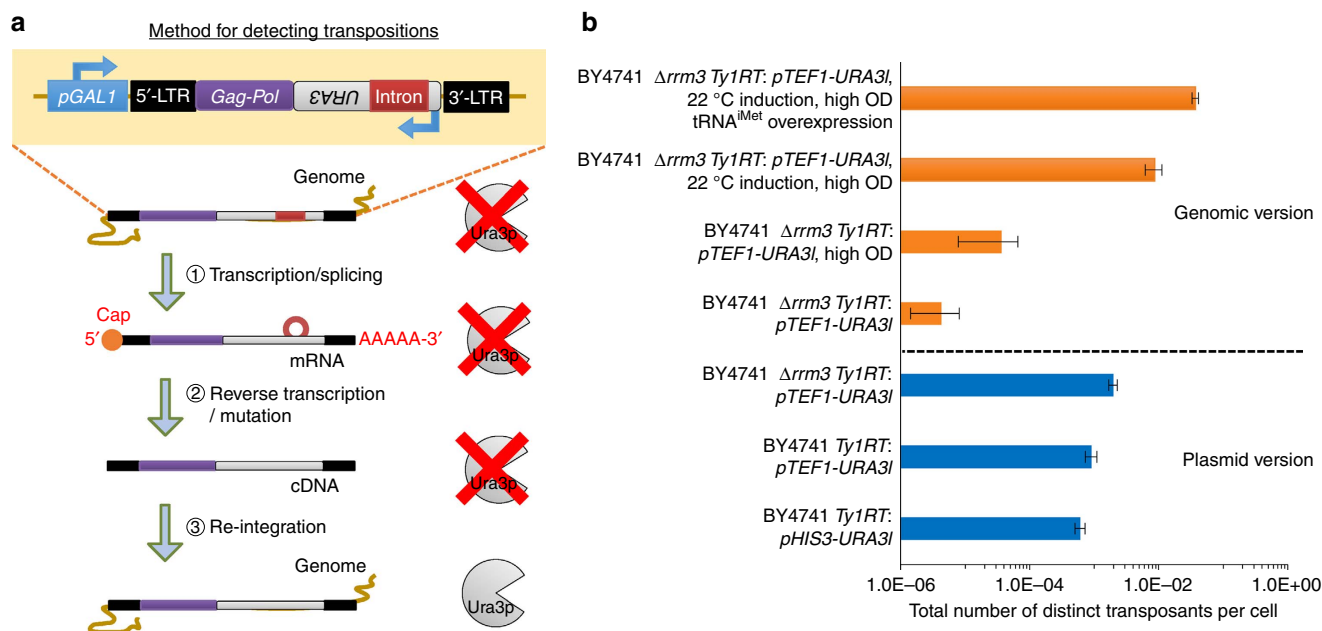 a
Method for detecting transpositions
pGAL1
5′-LTR
Gag-Pol
URA3
Intron
3′-LTR
Genome
Ura3p
① Transcription/splicing
Cap
5′
AAAAA-3′
mRNA
Ura3p
② Reverse transcription
/ mutation
cDNA
Ura3p
③ Re-integration
Genome
Ura3p
b
BY4741 Δrrm3 Ty1RT: pTEF1-URA3I,
22 °C induction, high OD
tRNAiMet overexpression
BY4741 Δrrm3 Ty1RT: pTEF1-URA3I,
22 °C induction, high OD
BY4741 Δrrm3 Ty1RT:
pTEF1-URA3I, high OD
BY4741 Δrrm3 Ty1RT:
pTEF1-URA3I
Genomic version
BY4741 Δrrm3 Ty1RT:
pTEF1-URA3I
BY4741 Ty1RT:
pTEF1-URA3I
BY4741 Ty1RT:
pHIS3-URA3I
Plasmid version
1.0E–06 1.0E–04 1.0E–02 1.0E+00
Total number of distinct transposants per cell